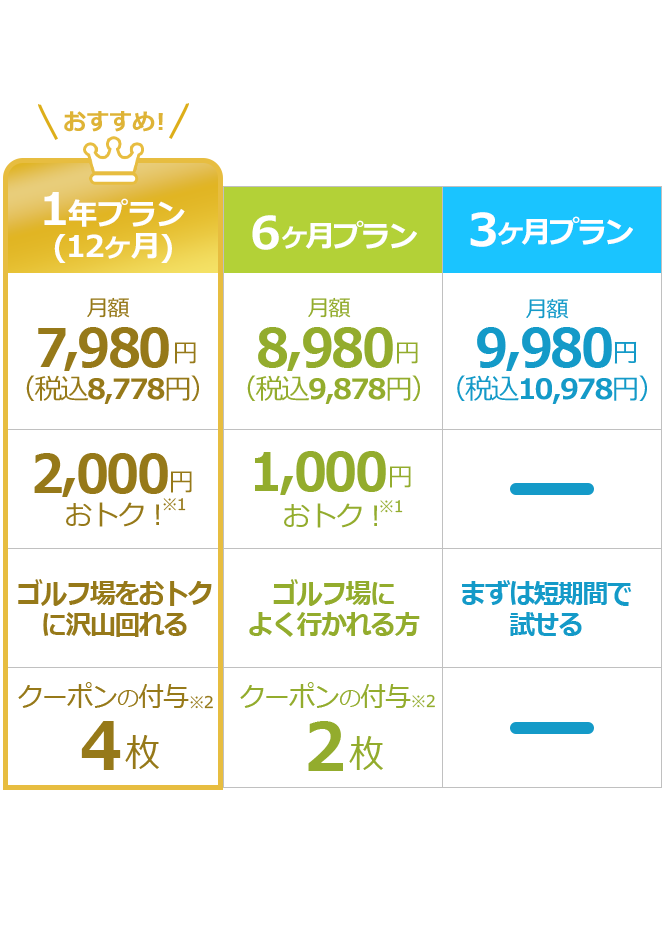 おすすめ!
1年プラン
(12ヶ月)
6ヶ月プラン
3ヶ月プラン
月額
7,980円
（税込8,778円）
月額
8,980円
（税込9,878円）
月額
9,980円
（税込10,978円）
2,000円
おトク!※1
1,000円
おトク!※1
ー
ゴルフ場をおトク
に沢山回れる
ゴルフ場に
よく行かれる方
まずは短期間で
試せる
クーポンの付与※2
4枚
クーポンの付与※2
2枚
ー